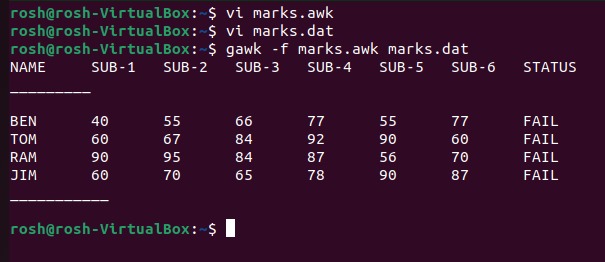 rosh@rosh-VirtualBox:~$ vi marks.awk
rosh@rosh-VirtualBox:~$ vi marks.dat
rosh@rosh-VirtualBox:~$ gawk -f marks.awk marks.dat
NAME SUB-1 SUB-2 SUB-3 SUB-4 SUB-5 SUB-6 STATUS
__________
BEN 40 55 66 77 55 77 FAIL
TOM 60 67 84 92 90 60 FAIL
RAM 90 95 84 87 56 70 FAIL
JIM 60 70 65 78 90 87 FAIL
____________
rosh@rosh-VirtualBox:~$